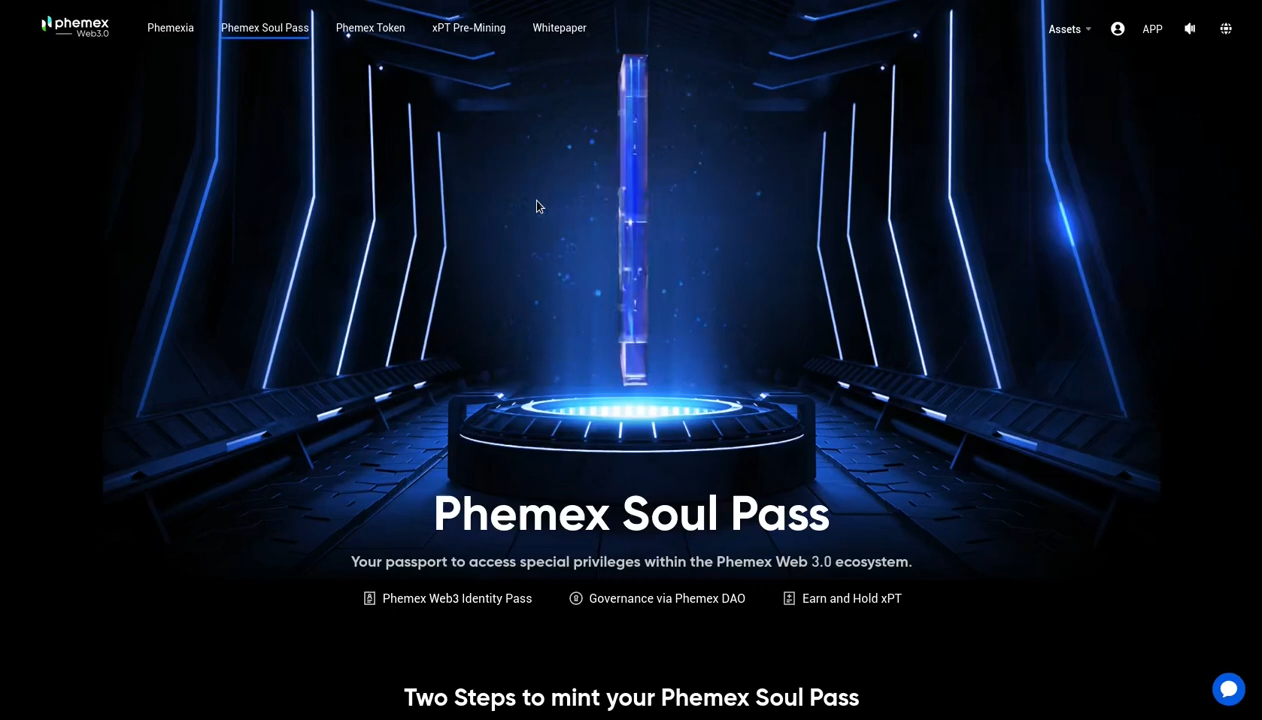 phemex
Web3.0
Phemexia
Phemex Soul Pass
Phemex Token
xPT Pre-Mining
Whitepaper
Assets
APP
Phemex Soul Pass
Your passport to access special privileges within the Phemex Web 3.0 ecosystem.
Phemex Web3 Identity Pass
Governance via Phemex DAO
Earn and Hold xPT
Two Steps to mint your Phemex Soul Pass